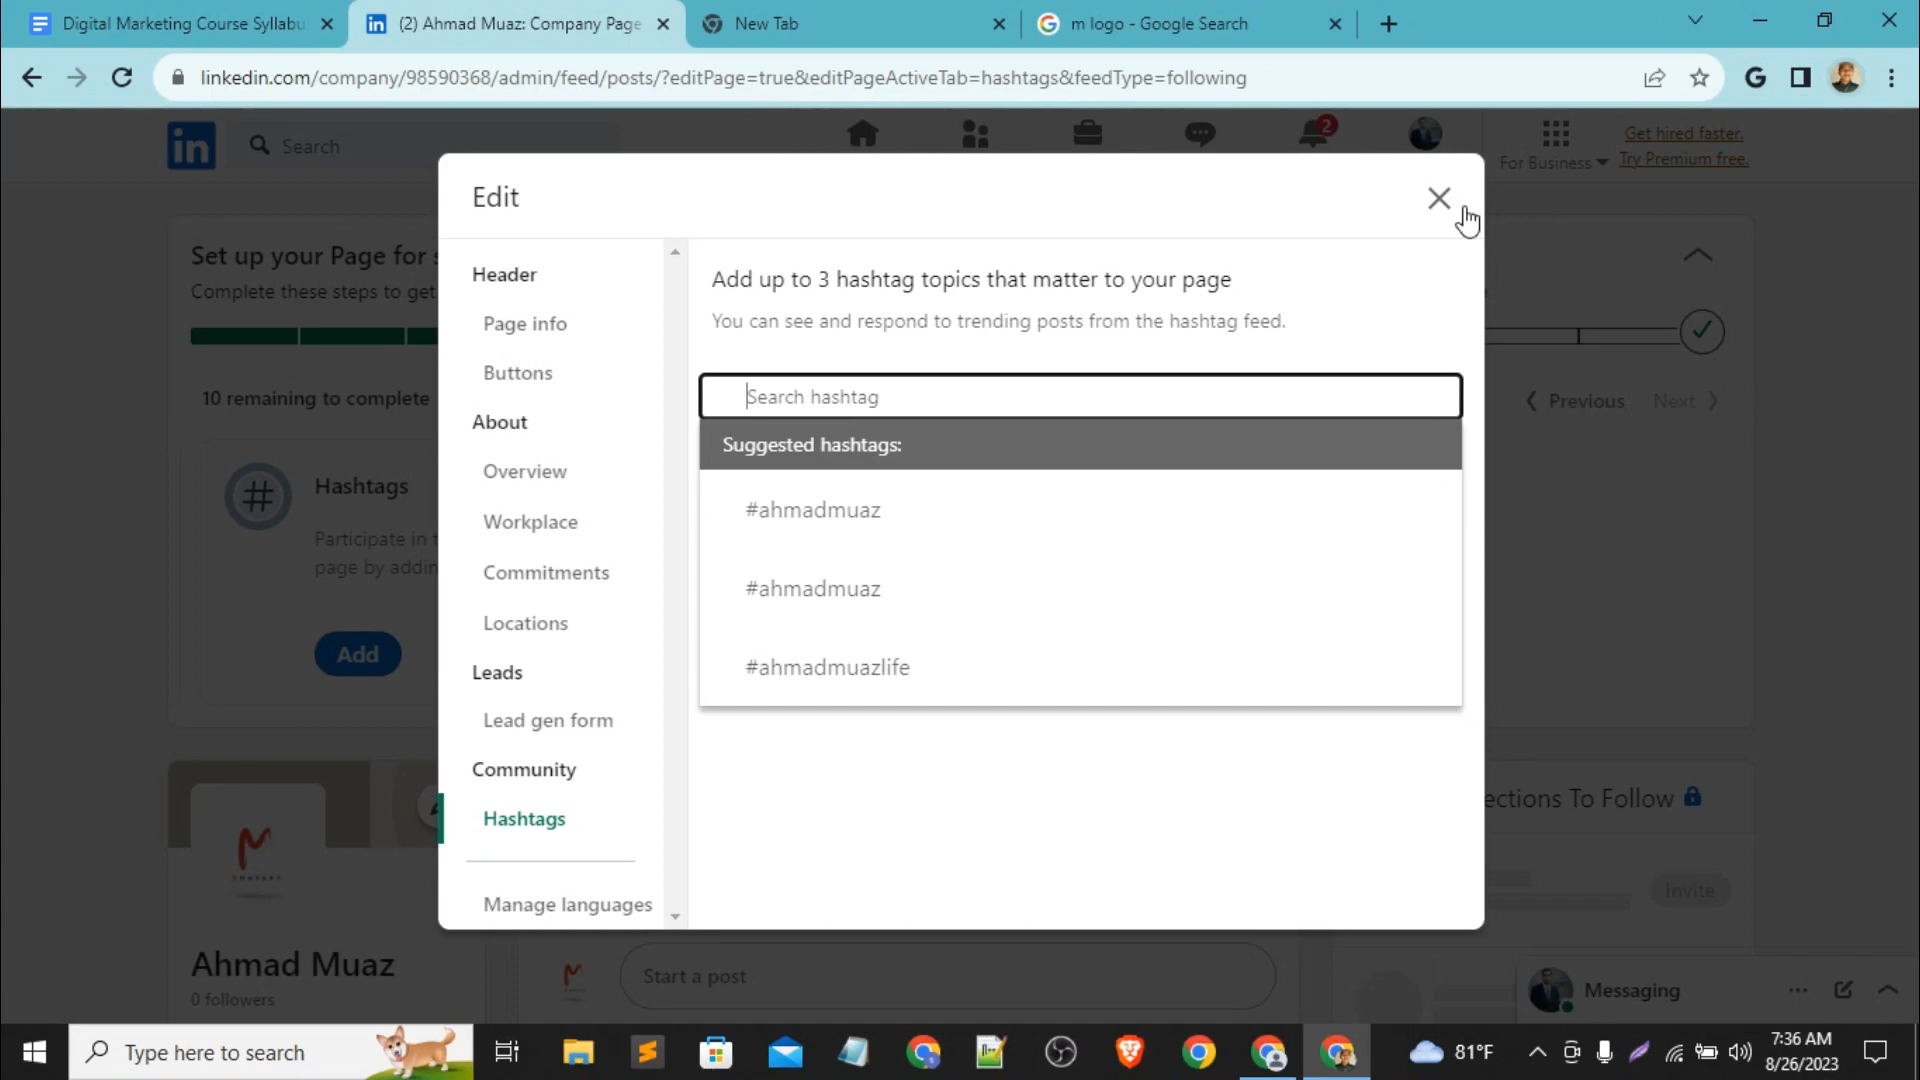 Digital Marketing Course Syllabu
(2) Ahmad Muaz: Company Page
New Tab
m logo - Google Search
linkedin.com/company/98590368/admin/feed/posts/?editPage=true&editPageActiveTab=hashtags&feedType=following
in
Search
2
For Business
Get hired faster.
Try Premium free.
Edit
Set up your Page for s
Complete these steps to get
10 remaining to complete
Previous
Next
Hashtags
Participate in t
page by addin
Add
Header
Page info
Buttons
About
Overview
Workplace
Commitments
Locations
Leads
Lead gen form
Community
Hashtags
Manage languages
Add up to 3 hashtag topics that matter to your page
You can see and respond to trending posts from the hashtag feed.
Search hashtag
Suggested hashtags:
#ahmadmuaz
#ahmadmuaz
#ahmadmuazlife
ections To Follow
Invite
Ahmad Muaz
0 followers
Start a post
Messaging
Type here to search
81°F
7:36 AM
8/26/2023